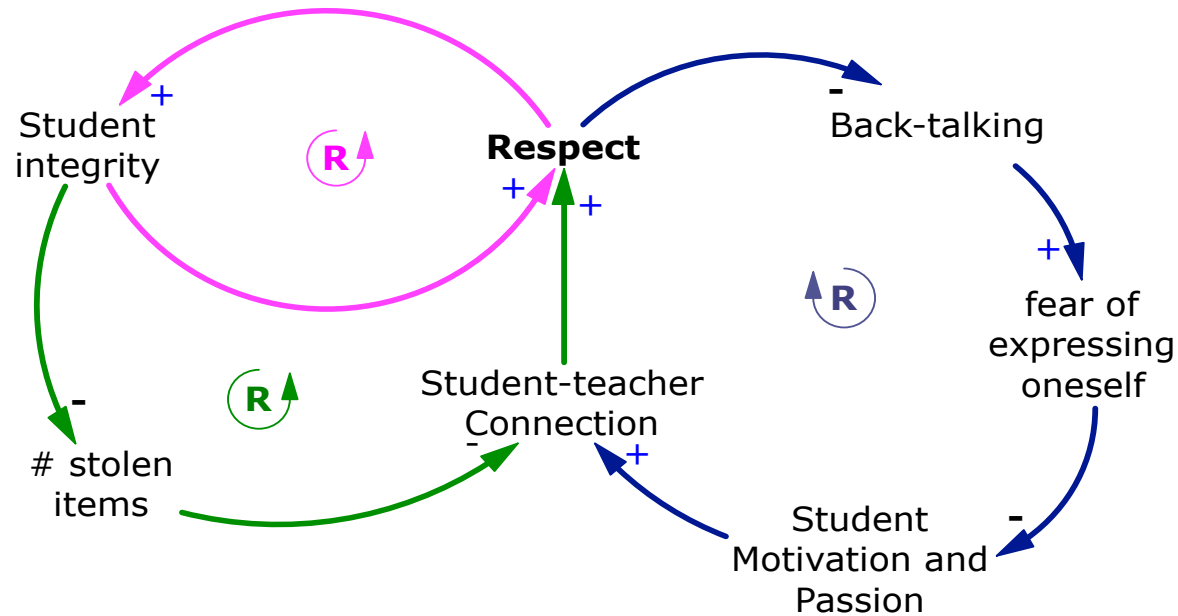 +
Student
integrity
R
Respect
+
+
-
Back-talking
+
R
fear of
expressing
oneself
-
# stolen
items
R
Student-teacher
Connection
-
+
-
Student
Motivation and
Passion